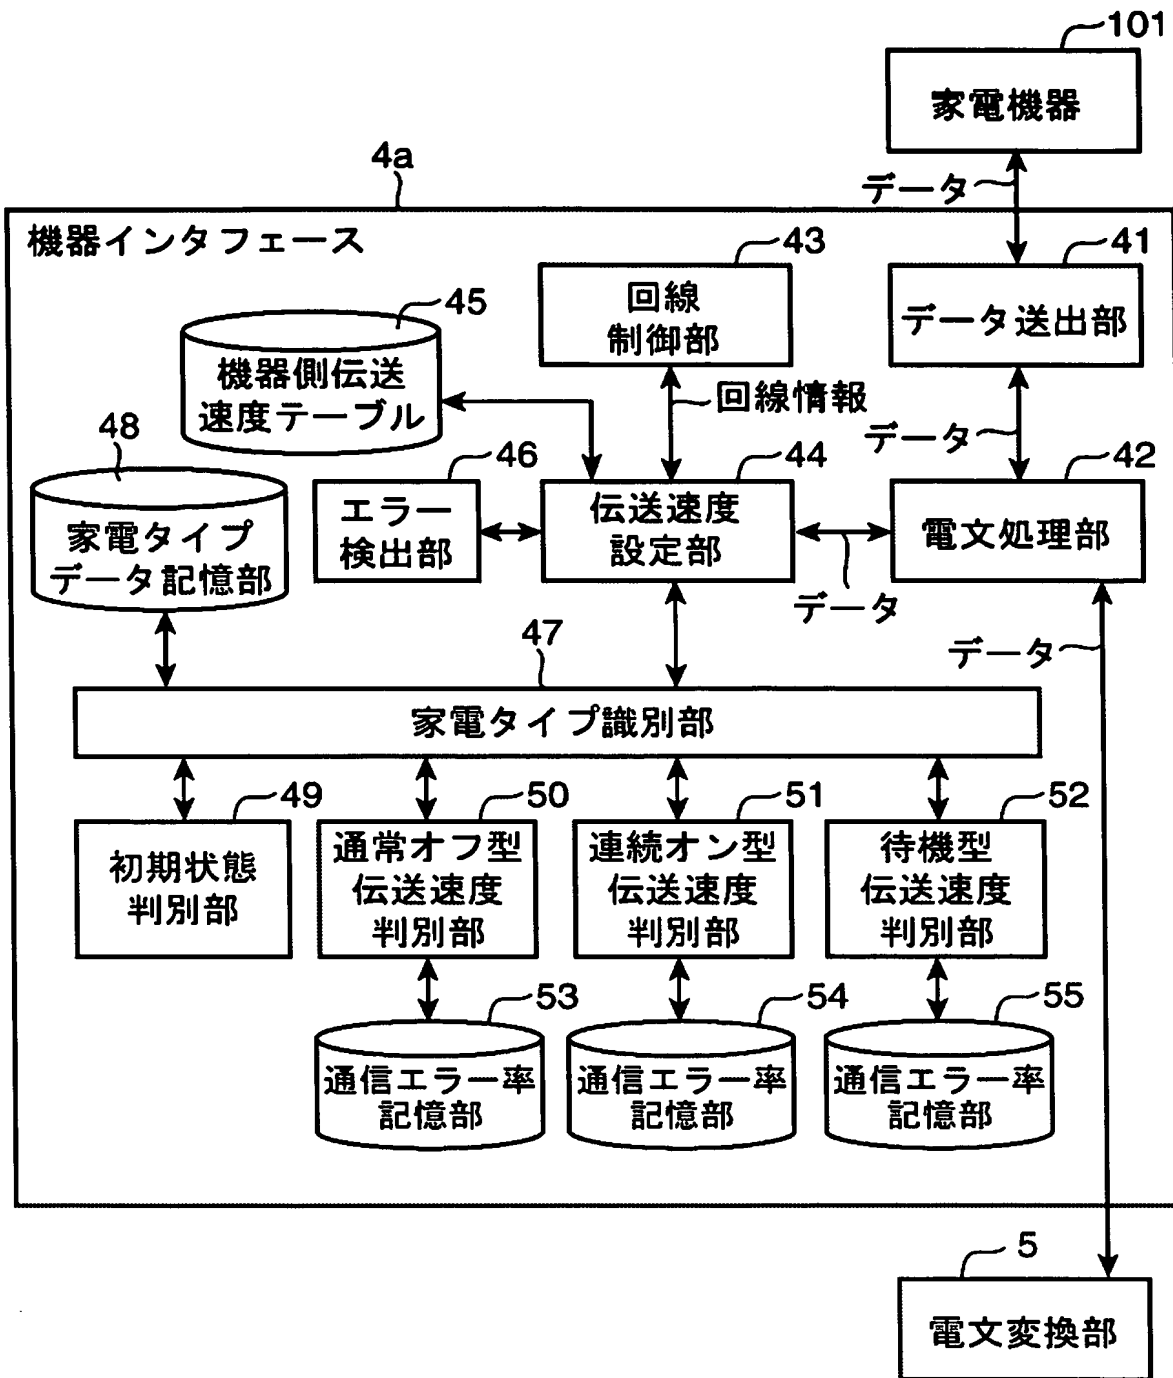 101
家電機器
4a
データ
機器インタフェース
43
41
回線
制御部
データ送出部
45
機器側伝送
速度テーブル
回線情報
データ
48
46
44
42
家電タイプ
データ記憶部
エラー
検出部
伝送速度
設定部
電文処理部
データ
47
データ
家電タイプ識別部
49
50
51
52
初期状態
判別部
通常オフ型
伝送速度
判別部
連続オン型
伝送速度
判別部
待機型
伝送速度
判別部
53
54
55
通信エラー率
記憶部
通信エラー率
記憶部
通信エラー率
記憶部
5
電文変換部